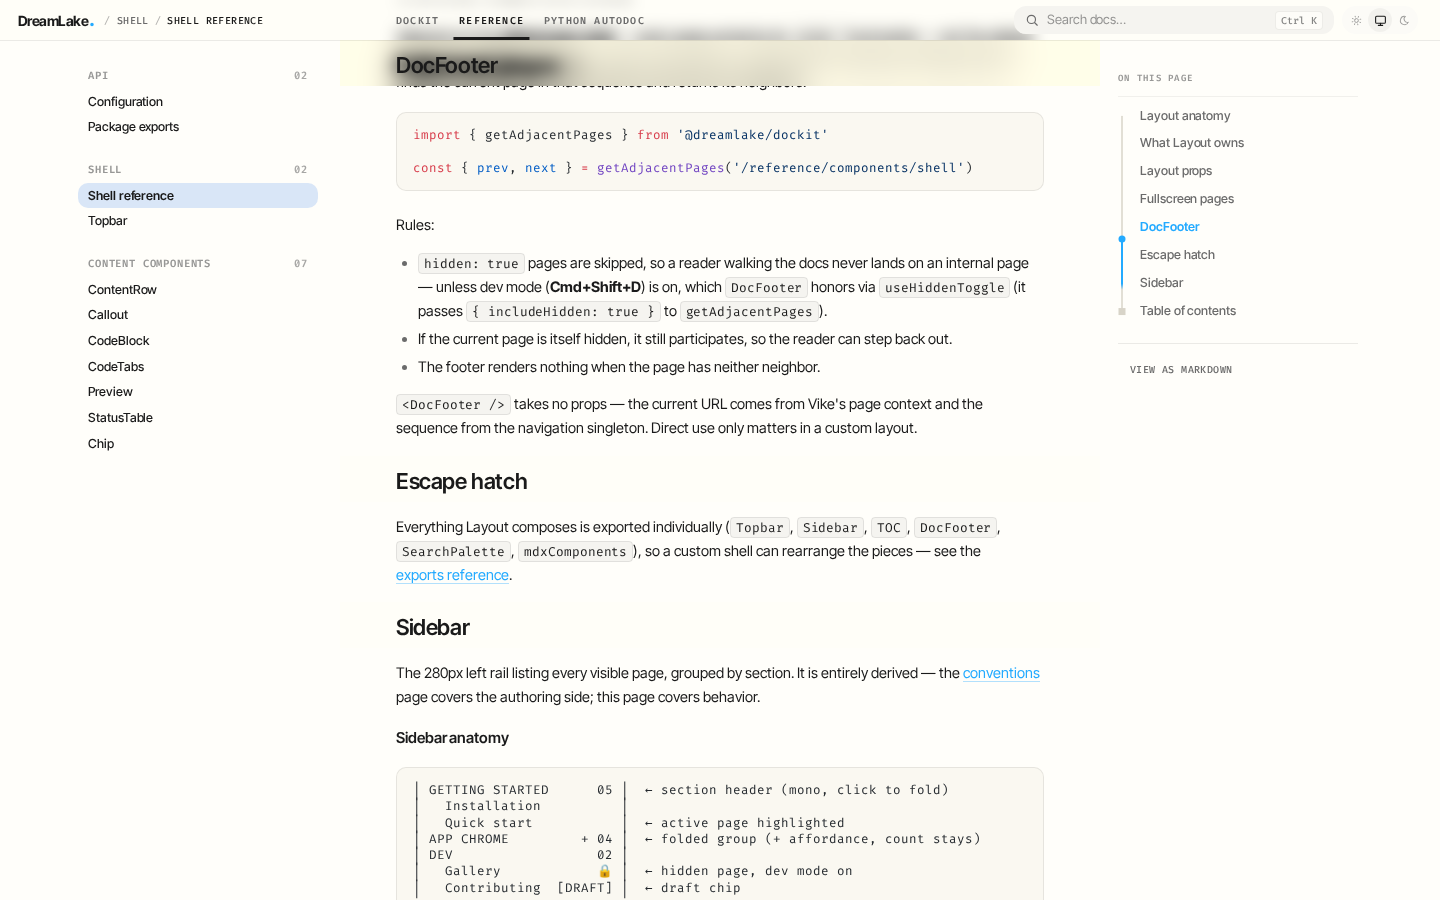 DreamLake. / SHELL / SHELL REFERENCE
DOCKIT REFERENCE PYTHON AUTODOC
Search docs... Ctrl K
API 02
Configuration
Package exports
SHELL 02
Shell reference
Topbar
CONTENT COMPONENTS 07
ContentRow
Callout
CodeBlock
CodeTabs
Preview
StatusTable
Chip
DocFooter
finds the current page in that sequence and returns its neighbors.
import { getAdjacentPages } from '@dreamlake/dockit'
const { prev, next } = getAdjacentPages('/reference/components/shell')
Rules:
• hidden: true pages are skipped, so a reader walking the docs never lands on an internal page
— unless dev mode (Cmd+Shift+D) is on, which DocFooter honors via useHiddenToggle (it
passes { includeHidden: true } to getAdjacentPages).
• If the current page is itself hidden, it still participates, so the reader can step back out.
• The footer renders nothing when the page has neither neighbor.
<DocFooter /> takes no props — the current URL comes from Vike's page context and the
sequence from the navigation singleton. Direct use only matters in a custom layout.
Escape hatch
Everything Layout composes is exported individually (Topbar, Sidebar, TOC, DocFooter,
SearchPalette, mdxComponents), so a custom shell can rearrange the pieces — see the
exports reference.
Sidebar
The 280px left rail listing every visible page, grouped by section. It is entirely derived — the conventions
page covers the authoring side; this page covers behavior.
Sidebar anatomy
│ GETTING STARTED 05 │ ← section header (mono, click to fold)
│ Installation │
│ Quick start │ ← active page highlighted
│ APP CHROME + 04 │ ← folded group (+ affordance, count stays)
│ DEV 02 │
│ Gallery 🔒 │ ← hidden page, dev mode on
│ Contributing [DRAFT] │ ← draft chip
ON THIS PAGE
Layout anatomy
What Layout owns
Layout props
Fullscreen pages
DocFooter
Escape hatch
Sidebar
Table of contents
VIEW AS MARKDOWN